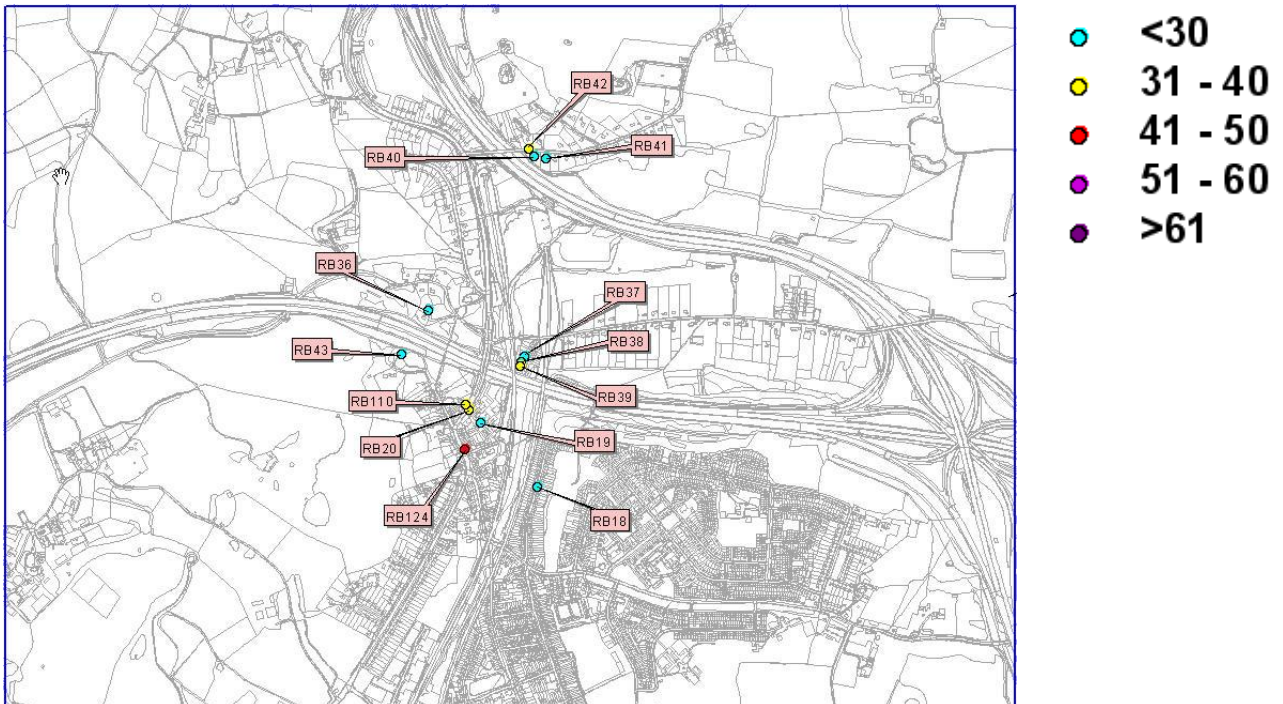 <30
31 - 40
41 - 50
51 - 60
>61
RB42
RB40
RB41
RB36
RB37
RB38
RB43
RB39
RB110
RB20
RB19
RB124
RB18